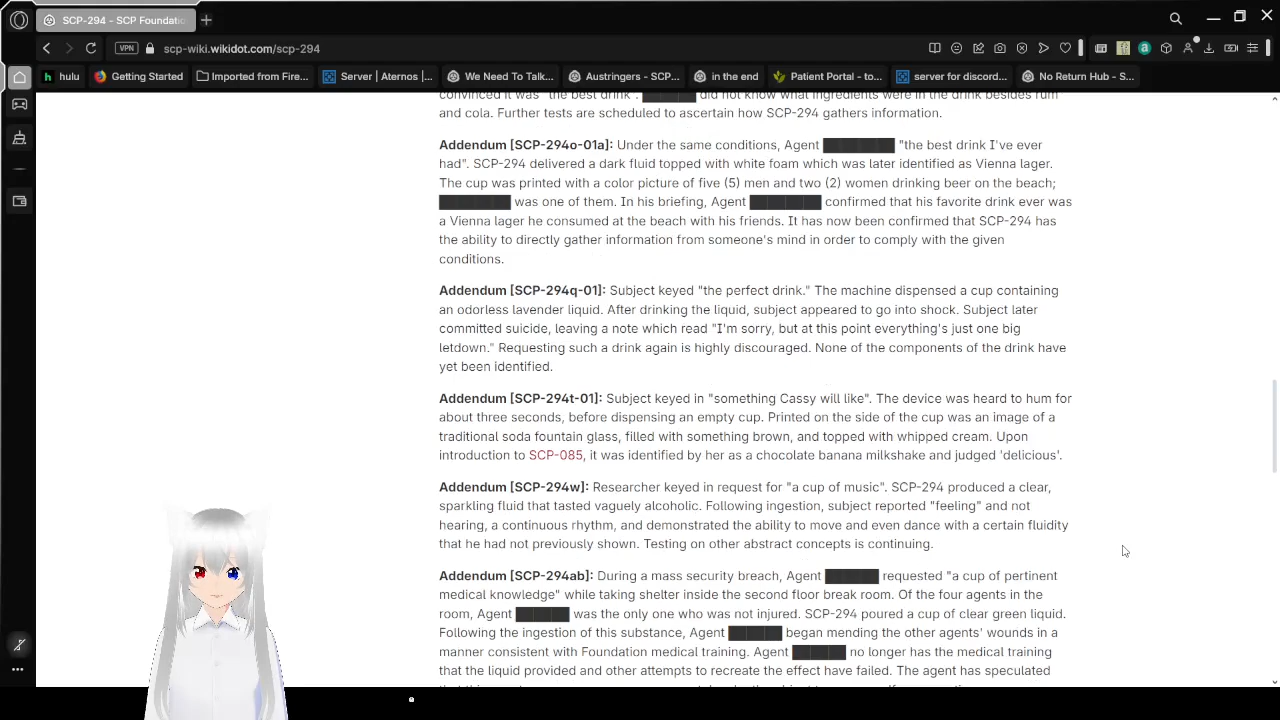 SCP-294 - SCP Foundatio
VPN scp-wiki.wikidot.com/scp-294
h hulu Getting Started Imported from Fire... Server | Aternos |... We Need To Talk... Austringers - SCP... in the end Patient Portal - to... server for discord... No Return Hub - S...
convinced it was "the best drink". ███████ did not know what ingredients were in the drink besides rum
and cola. Further tests are scheduled to ascertain how SCP-294 gathers information.
Addendum [SCP-294o-01a]: Under the same conditions, Agent █████████ "the best drink I've ever
had". SCP-294 delivered a dark fluid topped with white foam which was later identified as Vienna lager.
The cup was printed with a color picture of five (5) men and two (2) women drinking beer on the beach;
█████████ was one of them. In his briefing, Agent █████████ confirmed that his favorite drink ever was
a Vienna lager he consumed at the beach with his friends. It has now been confirmed that SCP-294 has
the ability to directly gather information from someone's mind in order to comply with the given
conditions.
Addendum [SCP-294q-01]: Subject keyed "the perfect drink." The machine dispensed a cup containing
an odorless lavender liquid. After drinking the liquid, subject appeared to go into shock. Subject later
committed suicide, leaving a note which read "I'm sorry, but at this point everything's just one big
letdown." Requesting such a drink again is highly discouraged. None of the components of the drink have
yet been identified.
Addendum [SCP-294t-01]: Subject keyed in "something Cassy will like". The device was heard to hum for
about three seconds, before dispensing an empty cup. Printed on the side of the cup was an image of a
traditional soda fountain glass, filled with something brown, and topped with whipped cream. Upon
introduction to SCP-085, it was identified by her as a chocolate banana milkshake and judged 'delicious'.
Addendum [SCP-294w]: Researcher keyed in request for "a cup of music". SCP-294 produced a clear,
sparkling fluid that tasted vaguely alcoholic. Following ingestion, subject reported "feeling" and not
hearing, a continuous rhythm, and demonstrated the ability to move and even dance with a certain fluidity
that he had not previously shown. Testing on other abstract concepts is continuing.
Addendum [SCP-294ab]: During a mass security breach, Agent ███████ requested "a cup of pertinent
medical knowledge" while taking shelter inside the second floor break room. Of the four agents in the
room, Agent ███████ was the only one who was not injured. SCP-294 poured a cup of clear green liquid.
Following the ingestion of this substance, Agent ███████ began mending the other agents' wounds in a
manner consistent with Foundation medical training. Agent ███████ no longer has the medical training
that the liquid provided and other attempts to recreate the effect have failed. The agent has speculated